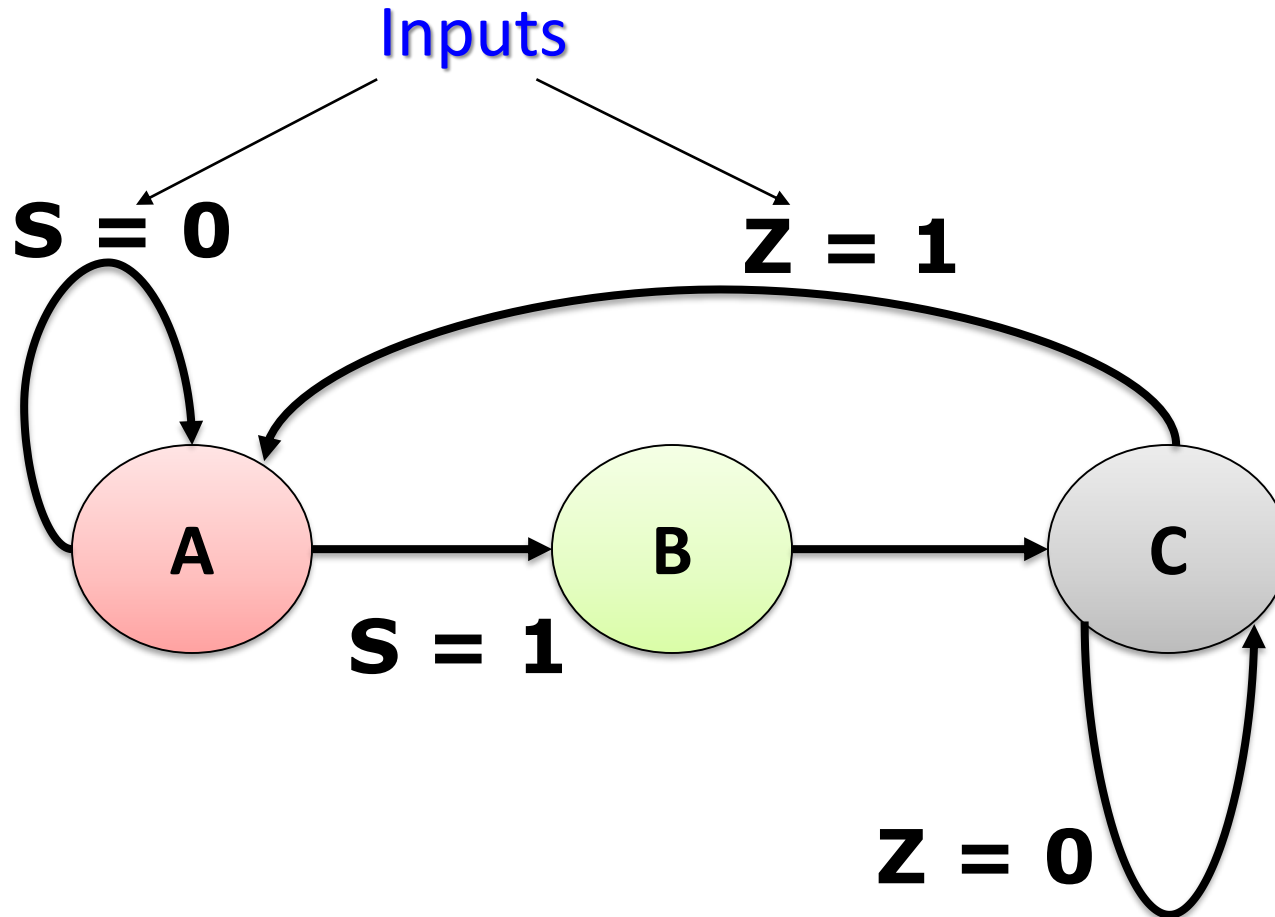 Inputs
S = 0
Z = 1
A
B
C
S = 1
Z = 0